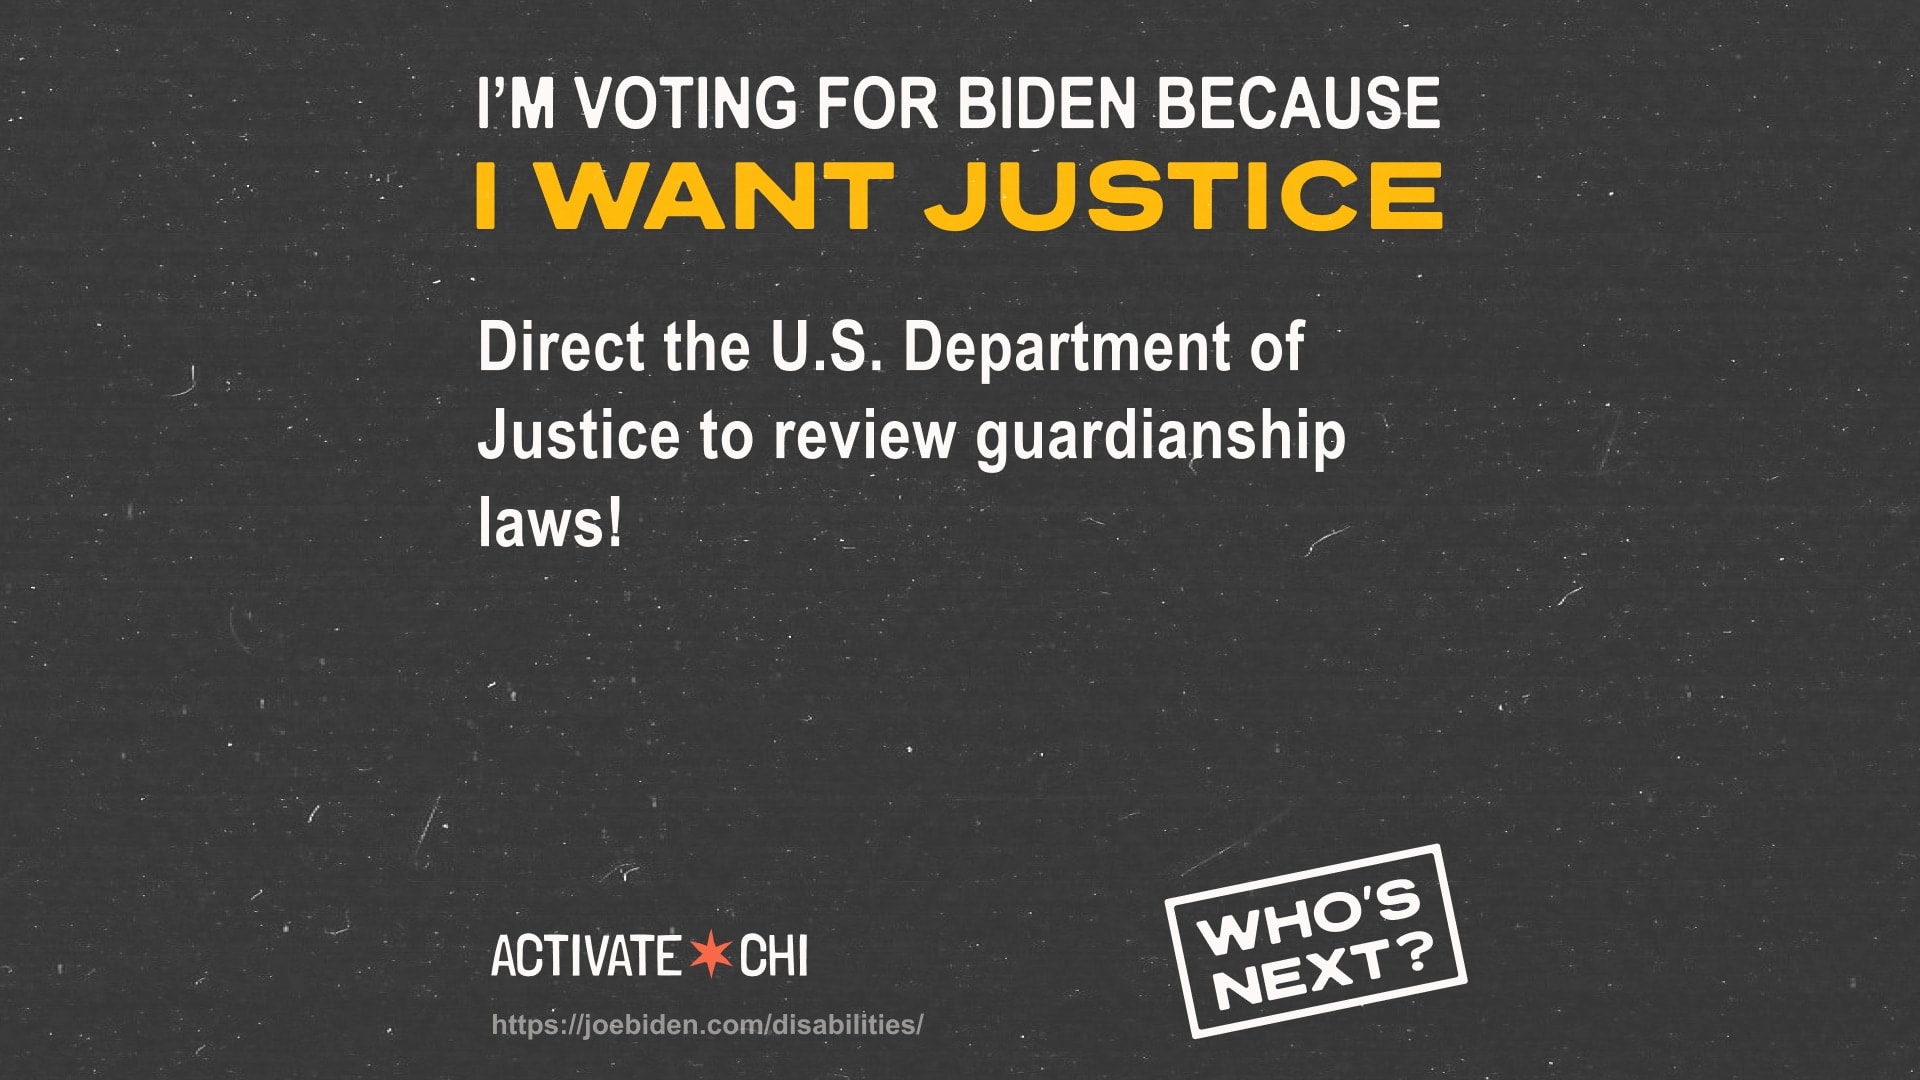 I’M VOTING FOR BIDEN BECAUSE
I WANT JUSTICE
Direct the U.S. Department of
Justice to review guardianship
laws!
ACTIVATE CHI
https://joebiden.com/disabilities/
WHO'S
NEXT?